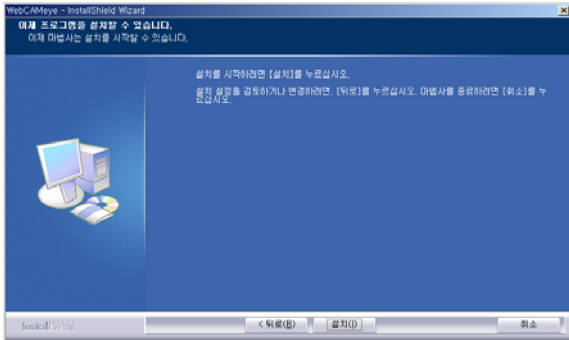 WebCAMeye - InstallShield Wizard
이제 프로그램을 설치할 수 있습니다.
이제 마법사는 설치를 시작할 수 있습니다.
설치를 시작하려면 [설치]를 누르십시오.
설치 설정을 검토하거나 변경하려면, [뒤로]를 누르십시오. 마법사를 종료하려면 [취소]를 누
르십시오.
InstallShield
< 뒤로(B)
설치(I)
취소